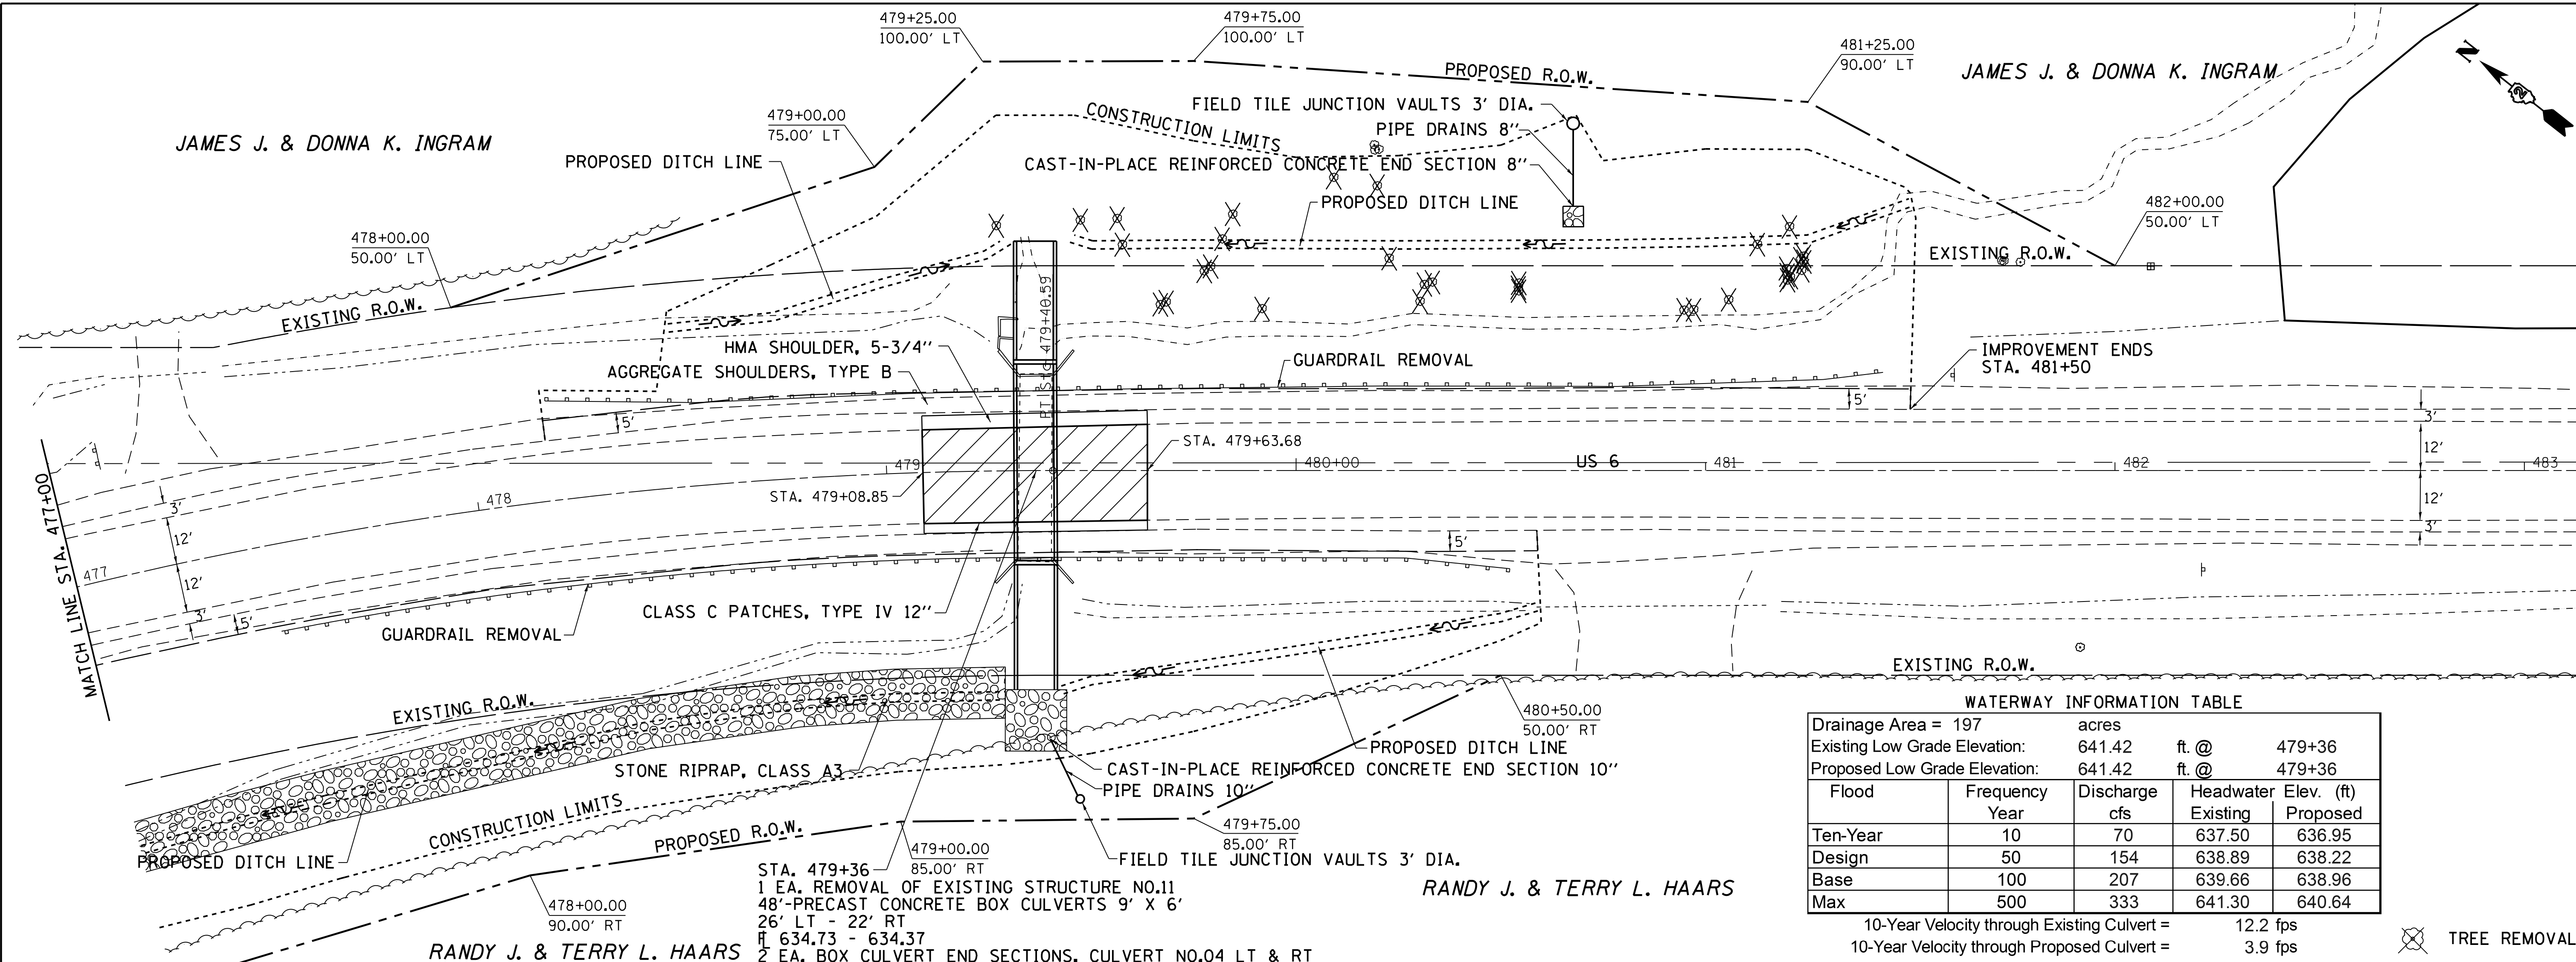 479+25.00
100.00' LT
479+75.00
100.00' LT
481+25.00
90.00' LT
JAMES J. & DONNA K. INGRAM
N
2
PROPOSED R.O.W.
JAMES J. & DONNA K. INGRAM
479+00.00
75.00' LT
CONSTRUCTION LIMITS
FIELD TILE JUNCTION VAULTS 3' DIA.
PIPE DRAINS 8"
CAST-IN-PLACE REINFORCED CONCRETE END SECTION 8"
PROPOSED DITCH LINE
PROPOSED DITCH LINE
478+00.00
50.00' LT
482+00.00
50.00' LT
EXISTING R.O.W.
EXISTING R.O.W.
PT STA 479+40.59
HMA SHOULDER, 5-3/4"
AGGREGATE SHOULDERS, TYPE B
GUARDRAIL REMOVAL
IMPROVEMENT ENDS
STA. 481+50
5'
5'
3'
12'
12'
3'
STA. 479+63.68
STA. 479+08.85
477
478
479
480+00
US 6
481
482
483
MATCH LINE STA. 477+00
3'
12'
12'
3'
5'
5'
CLASS C PATCHES, TYPE IV 12"
GUARDRAIL REMOVAL
EXISTING R.O.W.
EXISTING R.O.W.
480+50.00
50.00' RT
PROPOSED DITCH LINE
STONE RIPRAP, CLASS A3
CAST-IN-PLACE REINFORCED CONCRETE END SECTION 10"
PIPE DRAINS 10"
CONSTRUCTION LIMITS
PROPOSED R.O.W.
PROPOSED DITCH LINE
479+00.00
85.00' RT
479+75.00
85.00' RT
FIELD TILE JUNCTION VAULTS 3' DIA.
478+00.00
90.00' RT
RANDY J. & TERRY L. HAARS
RANDY J. & TERRY L. HAARS
STA. 479+36
1 EA. REMOVAL OF EXISTING STRUCTURE NO.11
48'-PRECAST CONCRETE BOX CULVERTS 9' X 6'
26' LT - 22' RT
FL 634.73 - 634.37
2 EA. BOX CULVERT END SECTIONS, CULVERT NO.04 LT & RT
WATERWAY INFORMATION TABLE
Drainage Area = 197 acres
Existing Low Grade Elevation: 641.42 ft. @ 479+36
Proposed Low Grade Elevation: 641.42 ft. @ 479+36
Flood Frequency Discharge Headwater Elev. (ft)
Year cfs Existing Proposed
Ten-Year 10 70 637.50 636.95
Design 50 154 638.89 638.22
Base 100 207 639.66 638.96
Max 500 333 641.30 640.64
10-Year Velocity through Existing Culvert = 12.2 fps
10-Year Velocity through Proposed Culvert = 3.9 fps
TREE REMOVAL